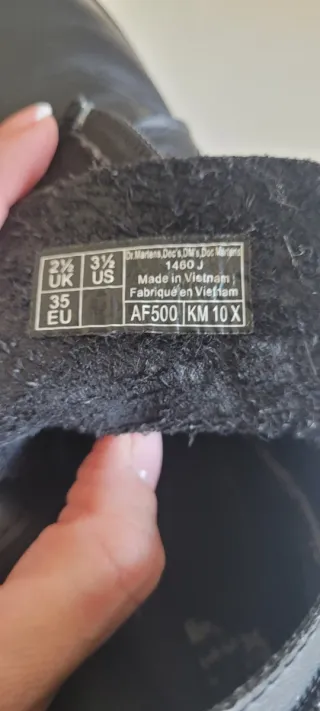 2½ UK
3½ US
35 EU
Dr.Martens,Doc's,DM's,Doc Martens
1460 J
Made in Vietnam
Fabriqué en Vietnam
AF500 KM 10 X